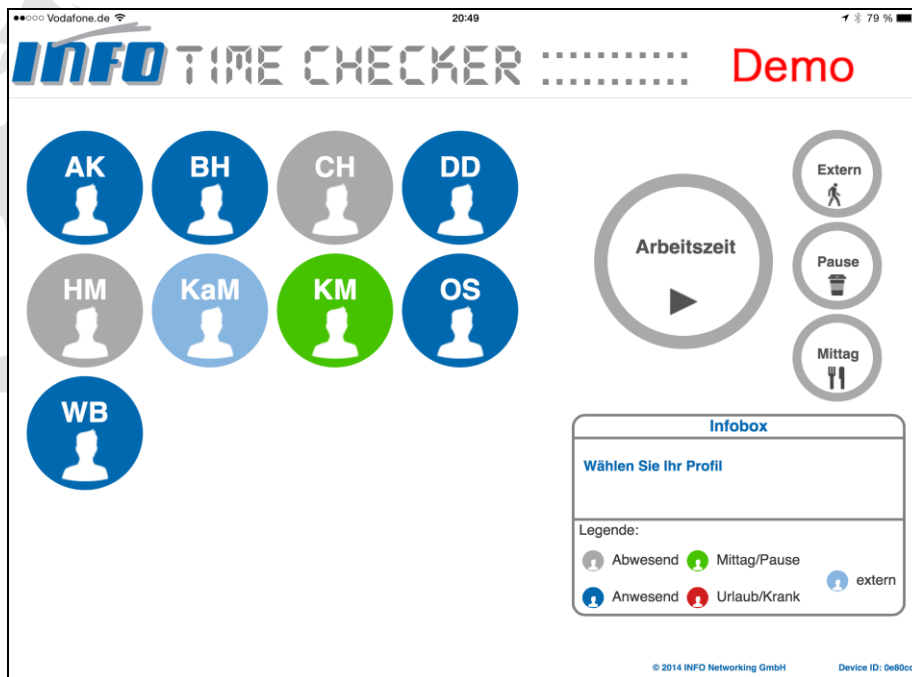 Vodafone.de
20:49
79 %
INFO TIME CHECKER
Demo
AK
BH
CH
DD
HM
KaM
KM
OS
WB
Arbeitszeit
Extern
Pause
Mittag
Infobox
Wählen Sie Ihr Profil
Legende:
Abwesend
Mittag/Pause
extern
Anwesend
Urlaub/Krank
© 2014 INFO Networking GmbH
Device ID: